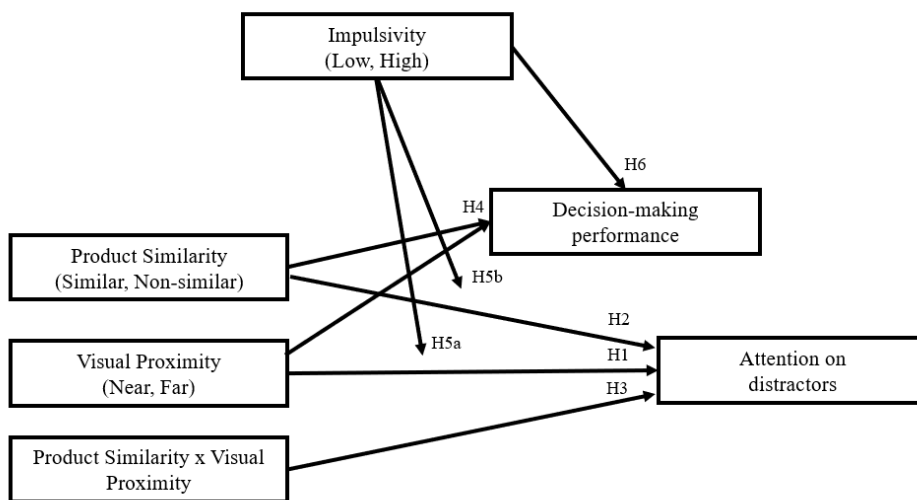 Impulsivity
(Low, High)
H6
H4
Decision-making
performance
Product Similarity
(Similar, Non-similar)
H5b
H2
Visual Proximity
(Near, Far)
H5a
H1
Attention on
distractors
H3
Product Similarity x Visual
Proximity